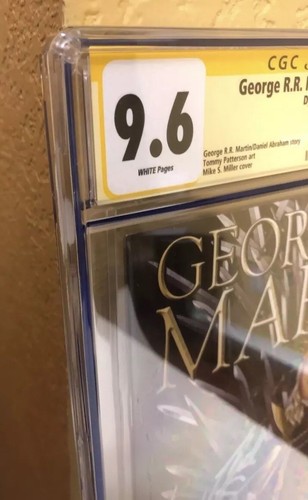 CGC
George R.R.
9.6
WHITE Pages
George R.R. Martin/Daniel Abraham story
Tommy Patterson art
Mike S. Miller cover
GEOR
MA